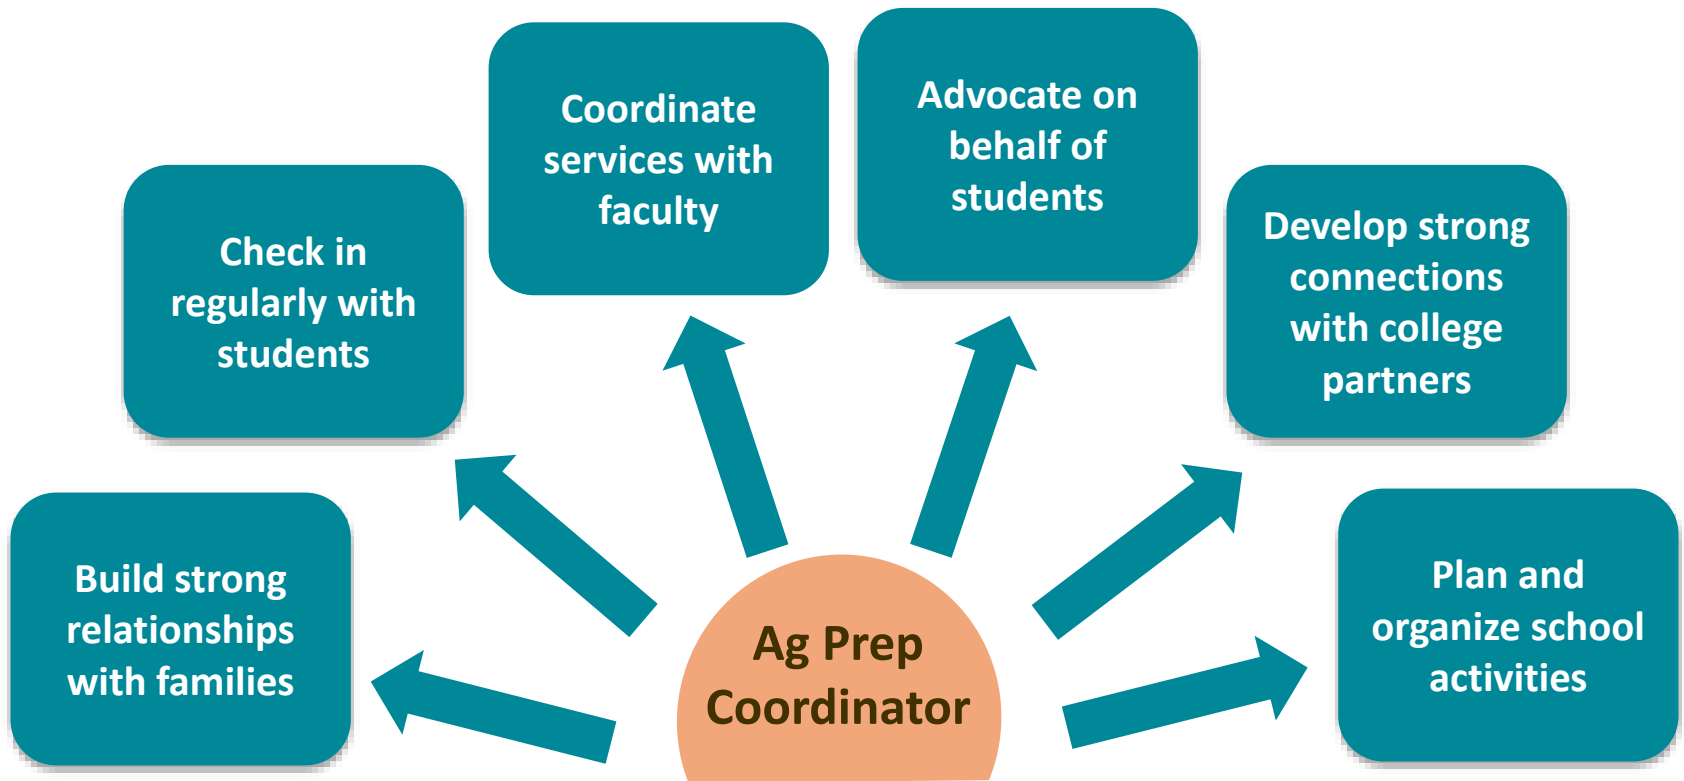 Build strong
relationships
with families
Check in
regularly with
students
Coordinate
services with
faculty
Advocate on
behalf of
students
Develop strong
connections
with college
partners
Plan and
organize school
activities
Ag Prep
Coordinator